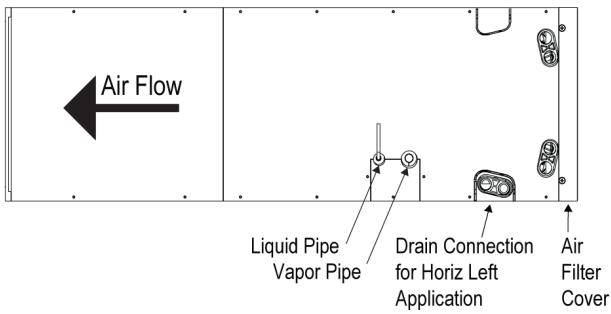 Air Flow
Liquid Pipe
Vapor Pipe
Drain Connection
for Horiz Left
Application
Air
Filter
Cover